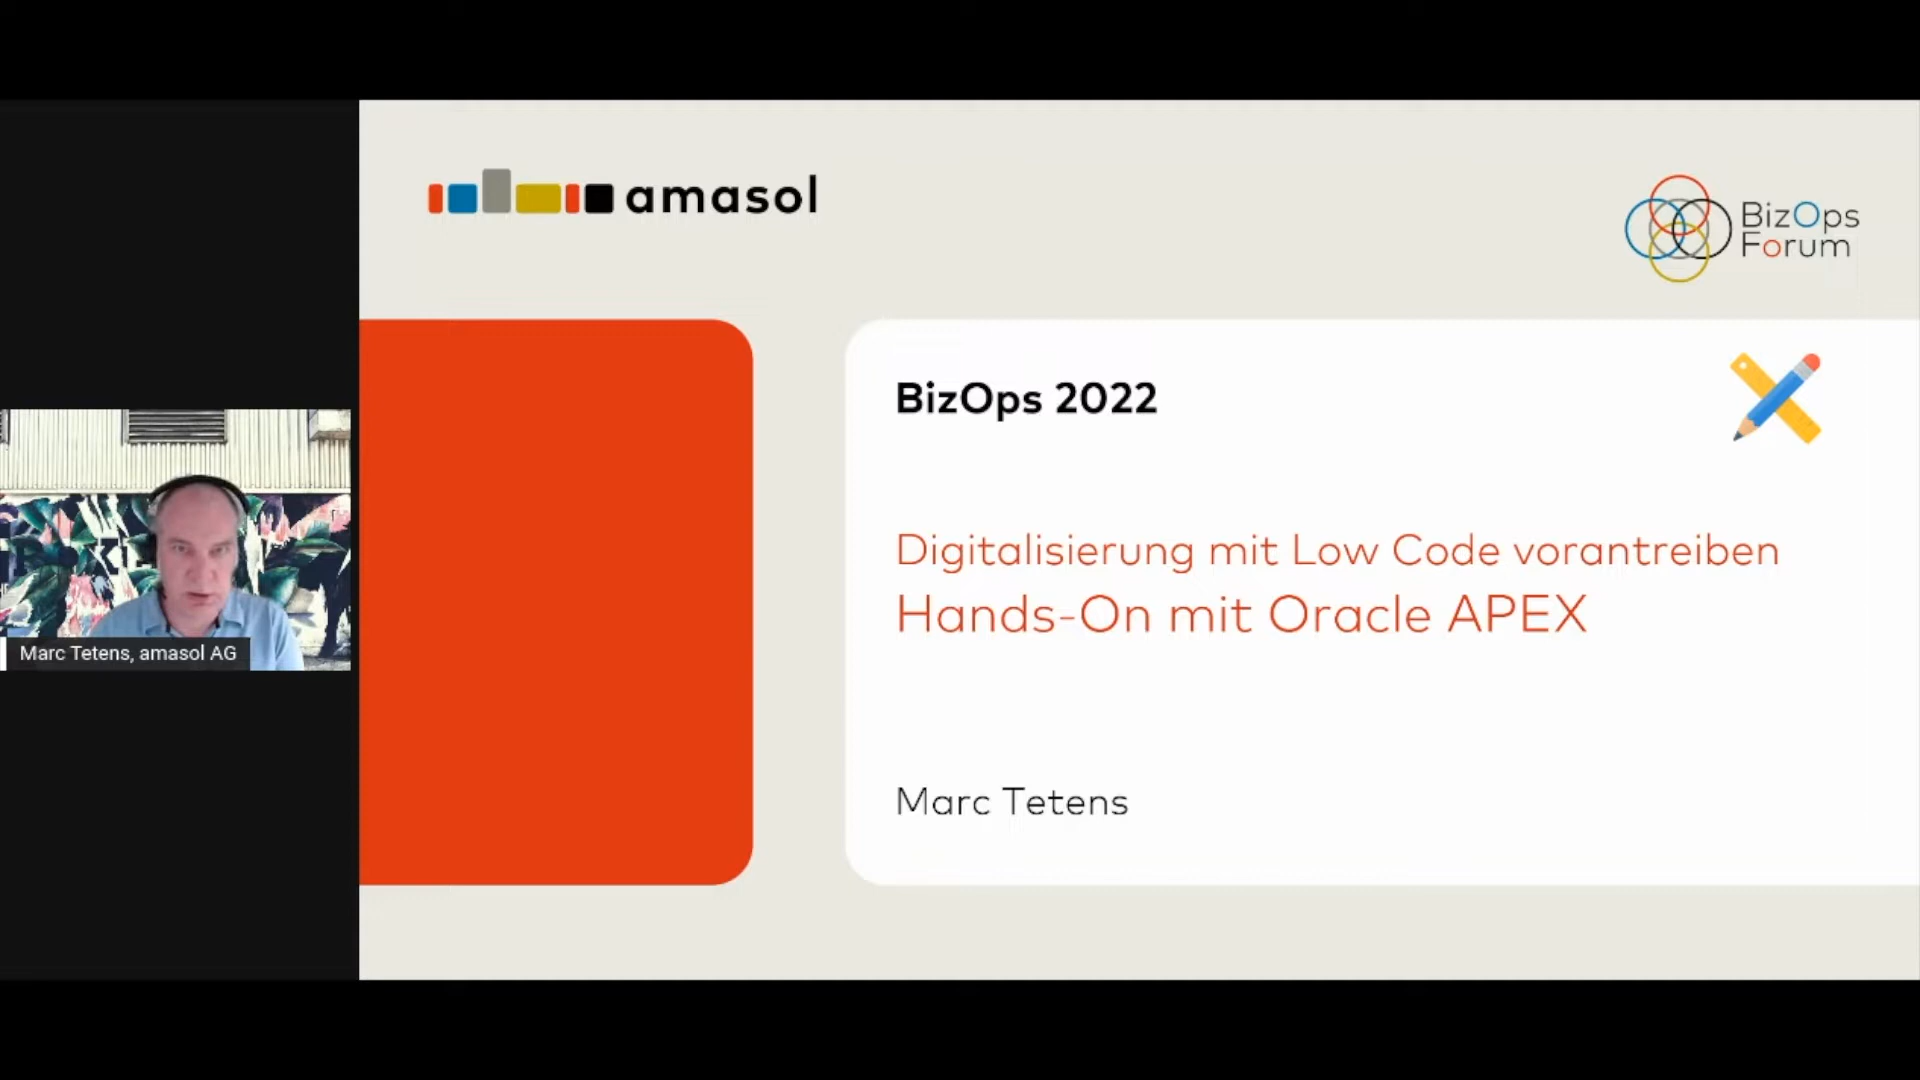 amasol
BizOps
Forum
BizOps 2022
Digitalisierung mit Low Code vorantreiben
Hands-On mit Oracle APEX
Marc Tetens
Marc Tetens, amasol AG